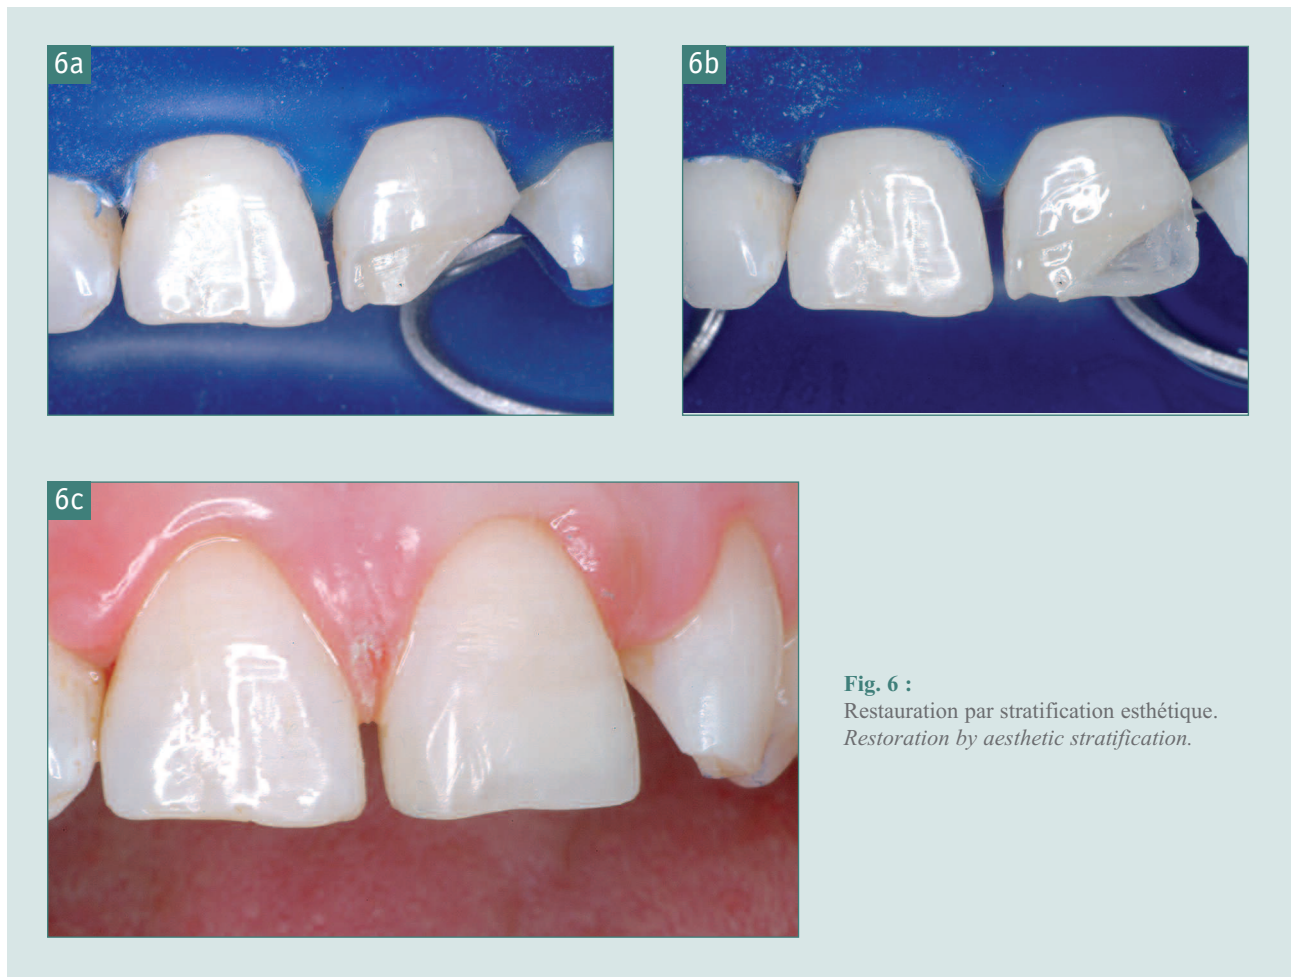 6a
6b
6c
Fig. 6 :
Restauration par stratification esthétique.
Restoration by aesthetic stratification.